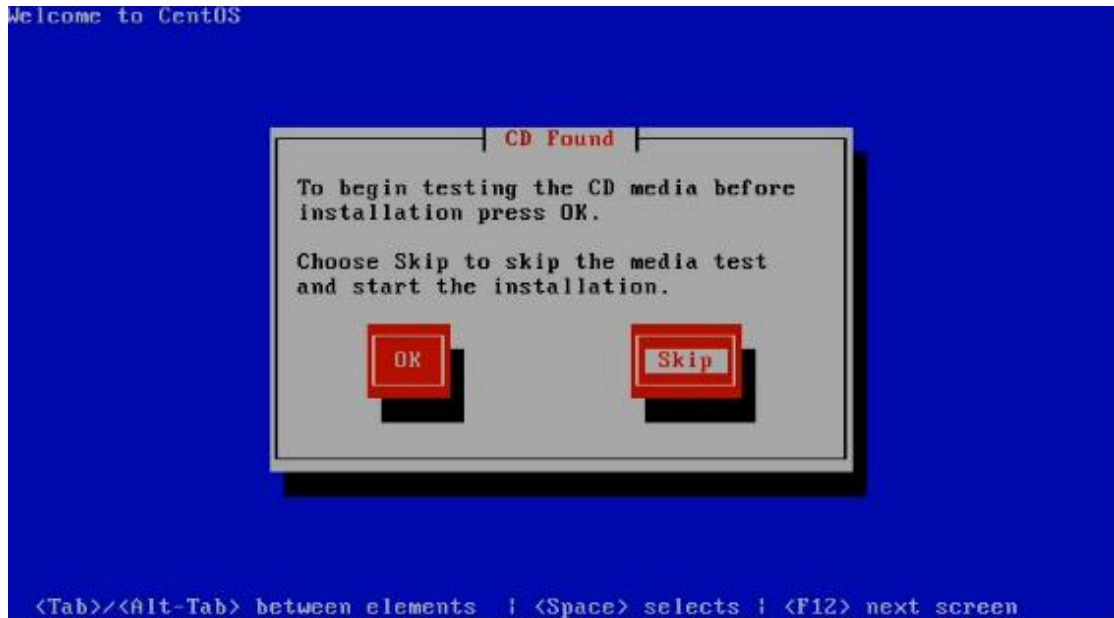 Welcome to CentOS
CD Found
To begin testing the CD media before
installation press OK.
Choose Skip to skip the media test
and start the installation.
OK Skip
<Tab>/<Alt-Tab> between elements | <Space> selects | <F12> next screen